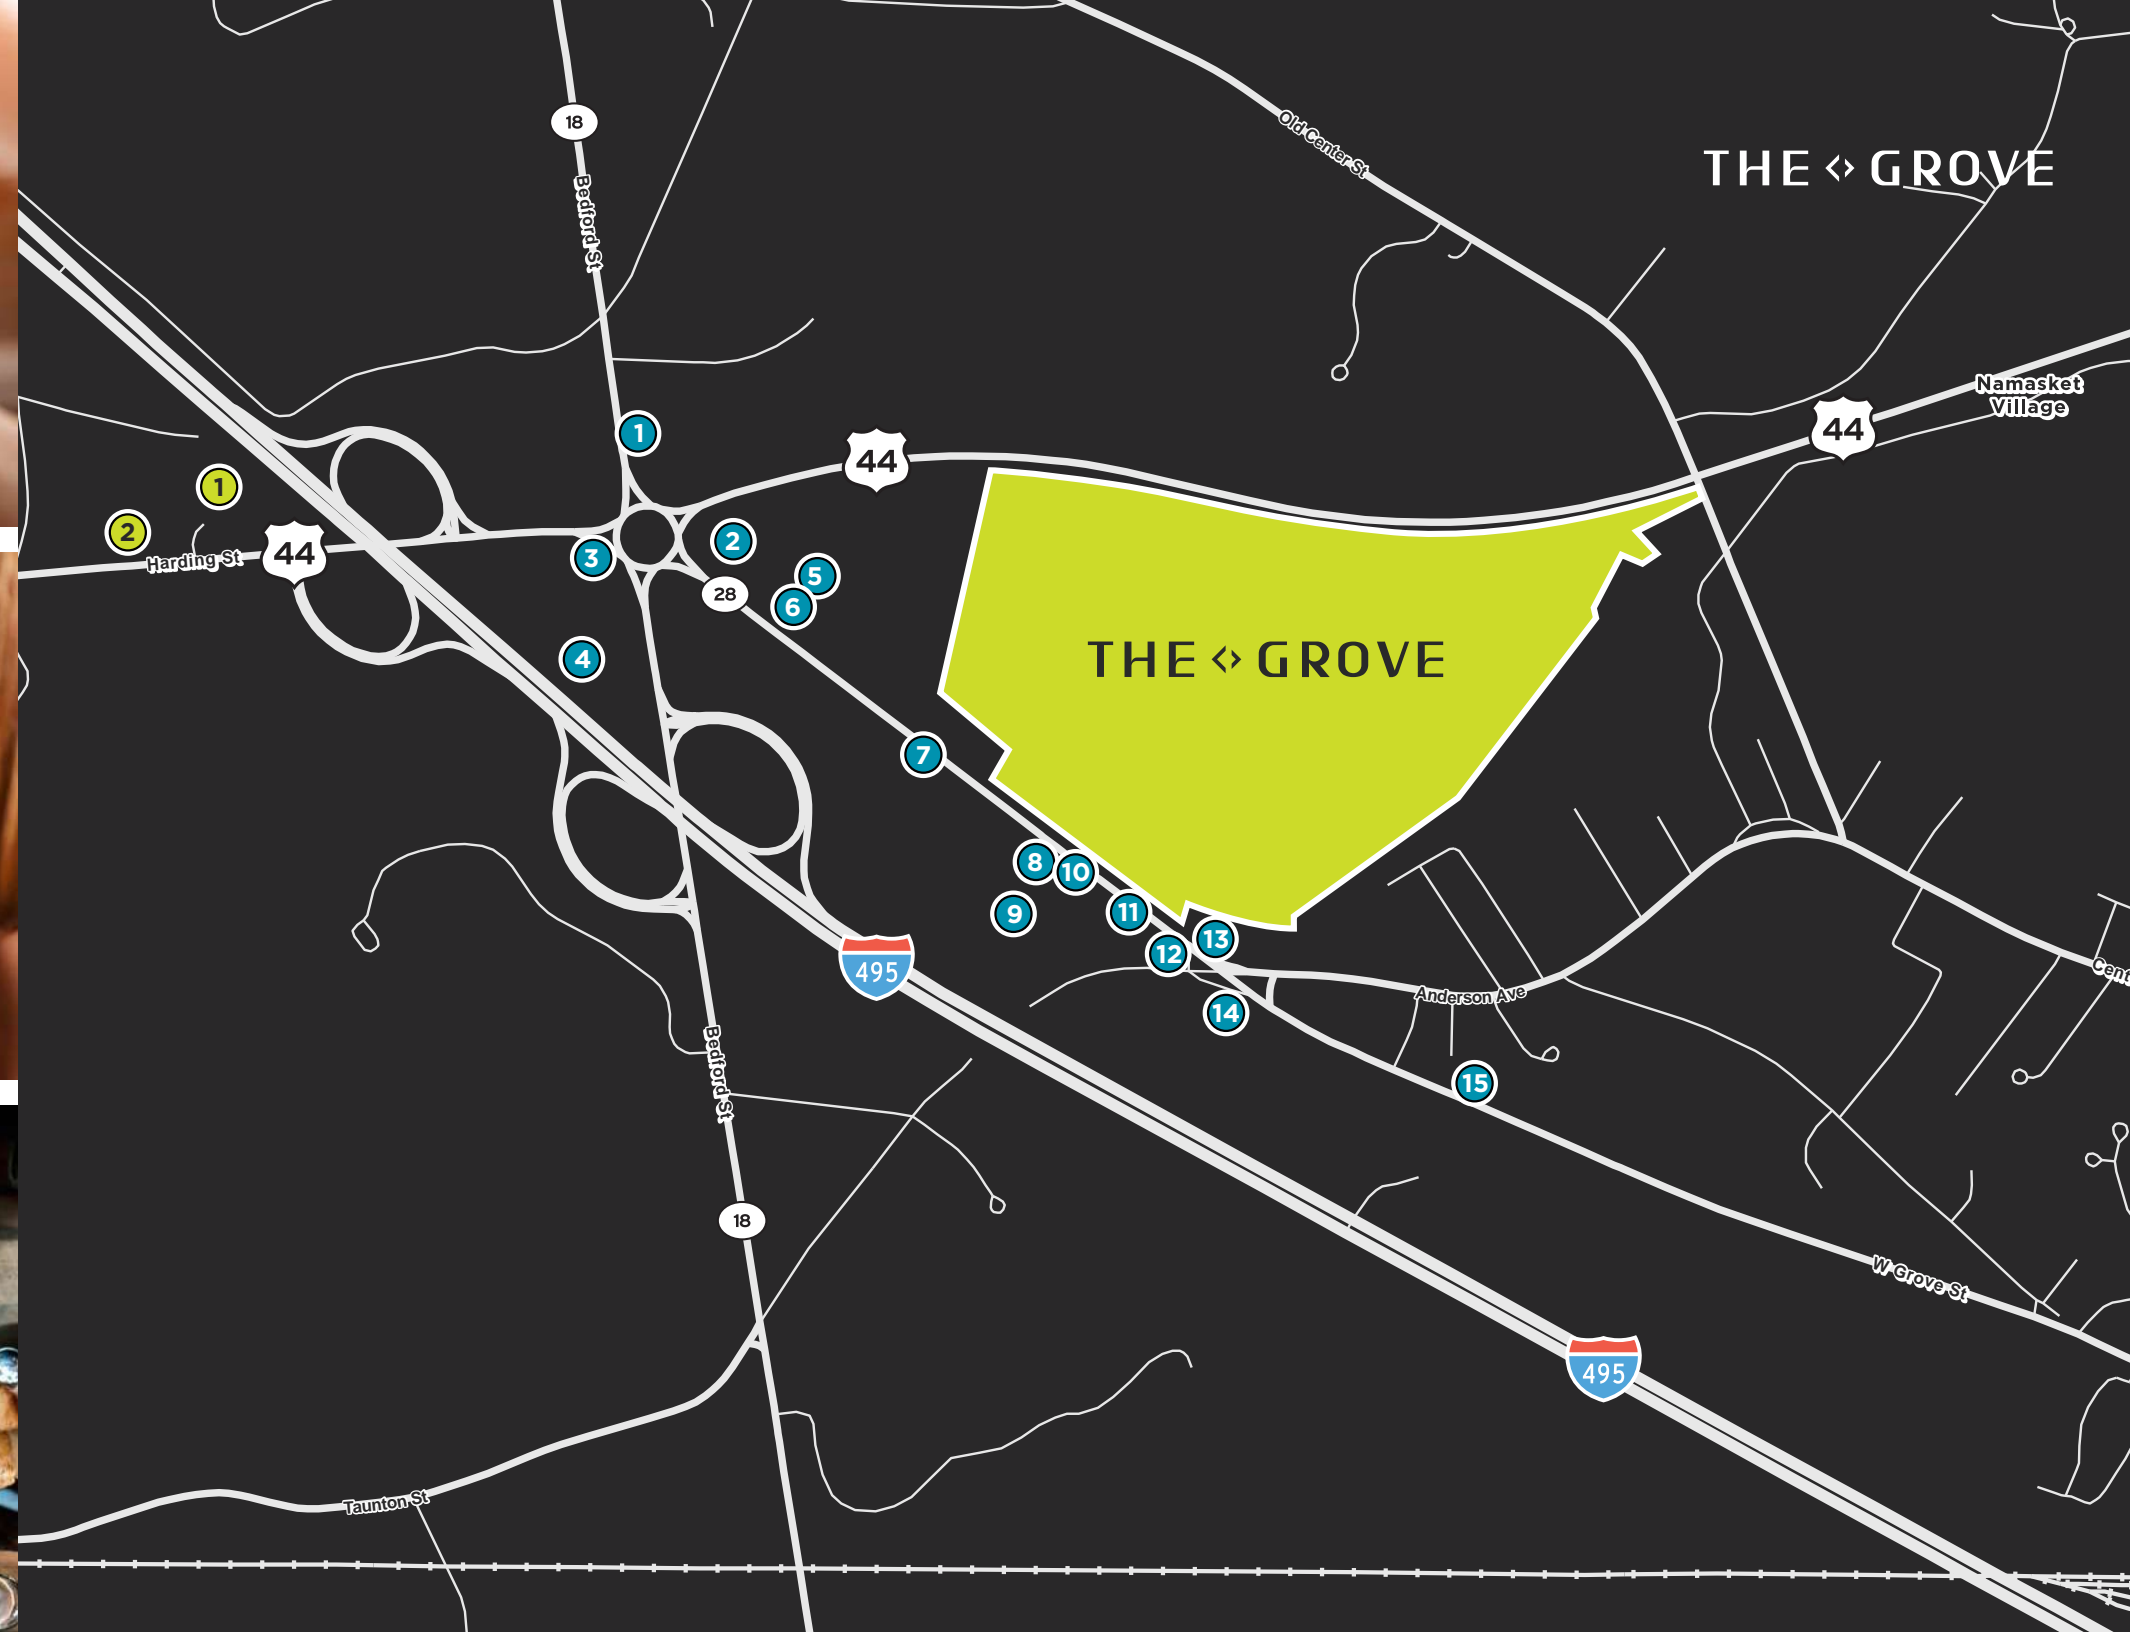 18
Bedford St
Old Center St
THE <> GROVE
Namasket
Village
44
1
44
1
2
Harding St
44
3
2
5
28
6
4
THE <> GROVE
7
8
10
9
11
12
13
495
14
Anderson Ave
Cent
Bedford St
15
18
W Grove St
495
Taunton St